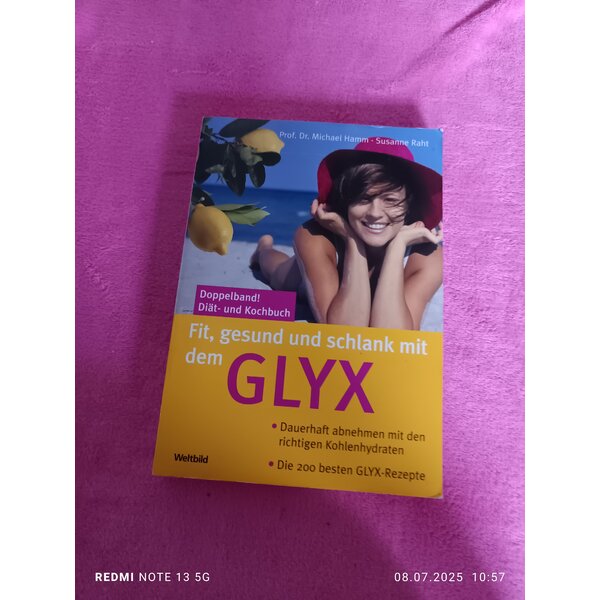 Prof. Dr. Michael Hamm · Susanne Raht
Doppelband!
Diät- und Kochbuch
Fit, gesund und schlank mit
dem GLYX
• Dauerhaft abnehmen mit den
richtigen Kohlenhydraten
• Die 200 besten GLYX-Rezepte
Weltbild
REDMI NOTE 13 5G
08.07.2025 10:57